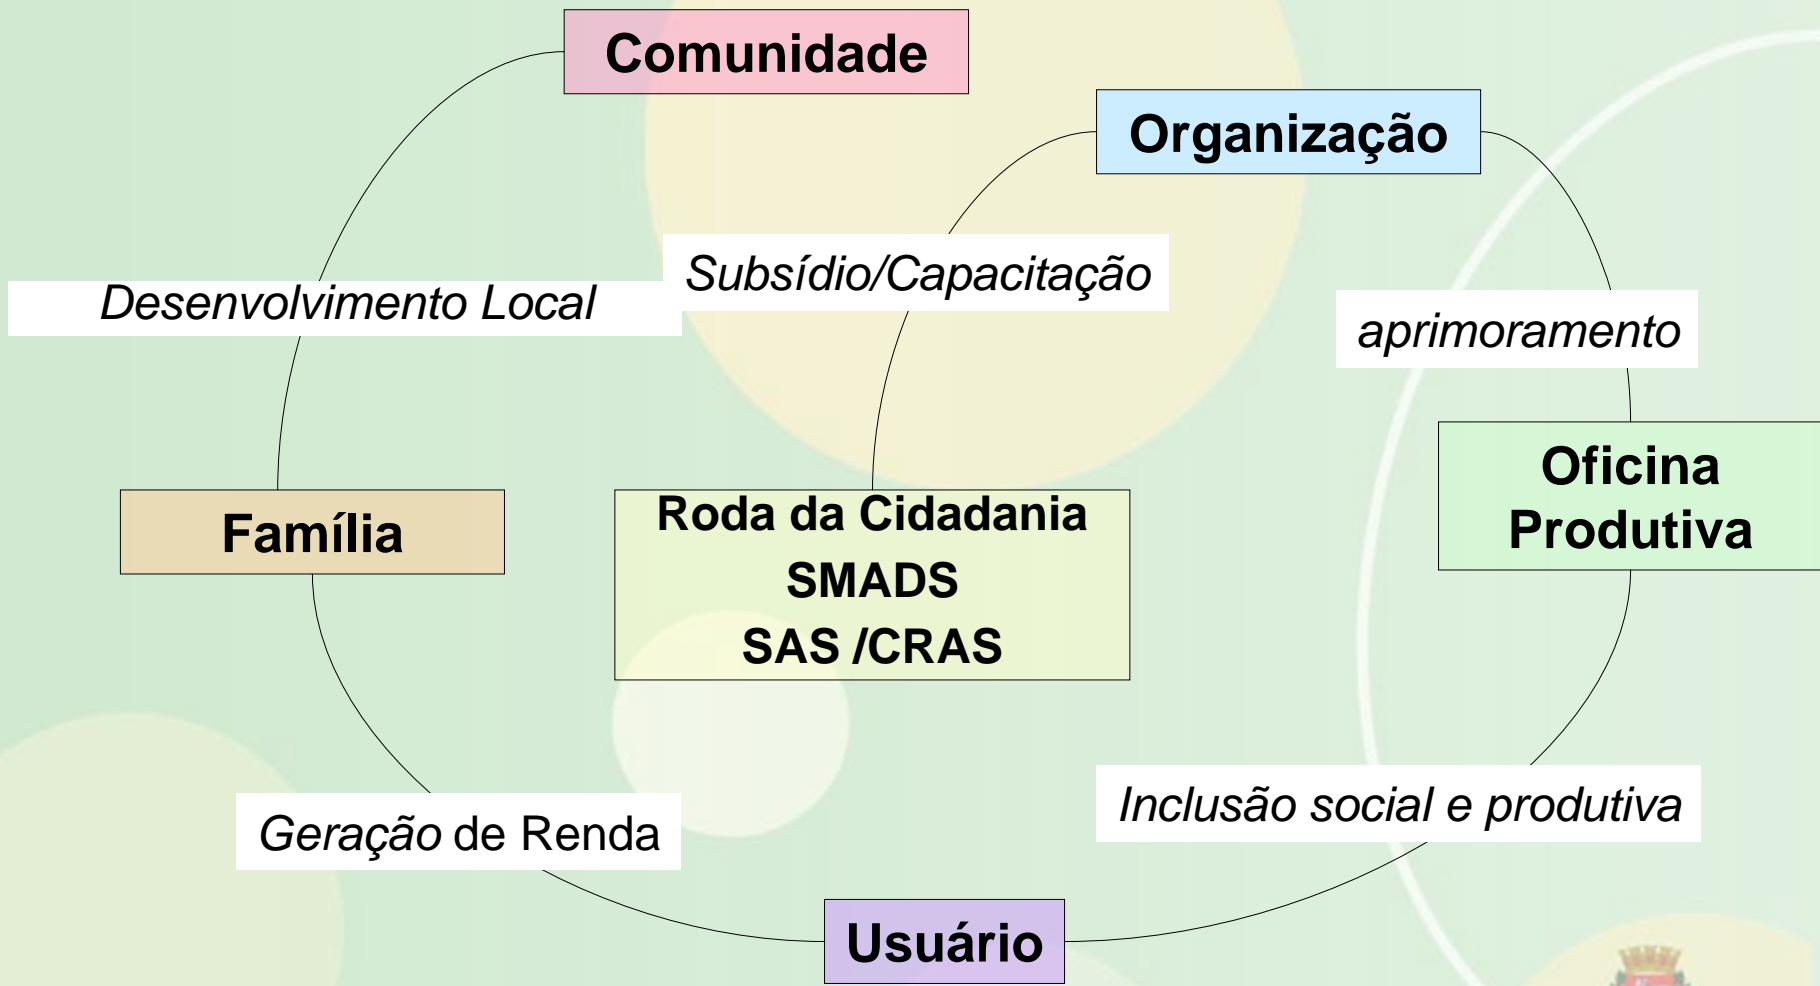 Comunidade
Organização
Subsídio/Capacitação
Desenvolvimento Local
aprimoramento
Oficina
Produtiva
Família
Roda da Cidadania
SMADS
SAS /CRAS
Inclusão social e produtiva
Geração de Renda
Usuário